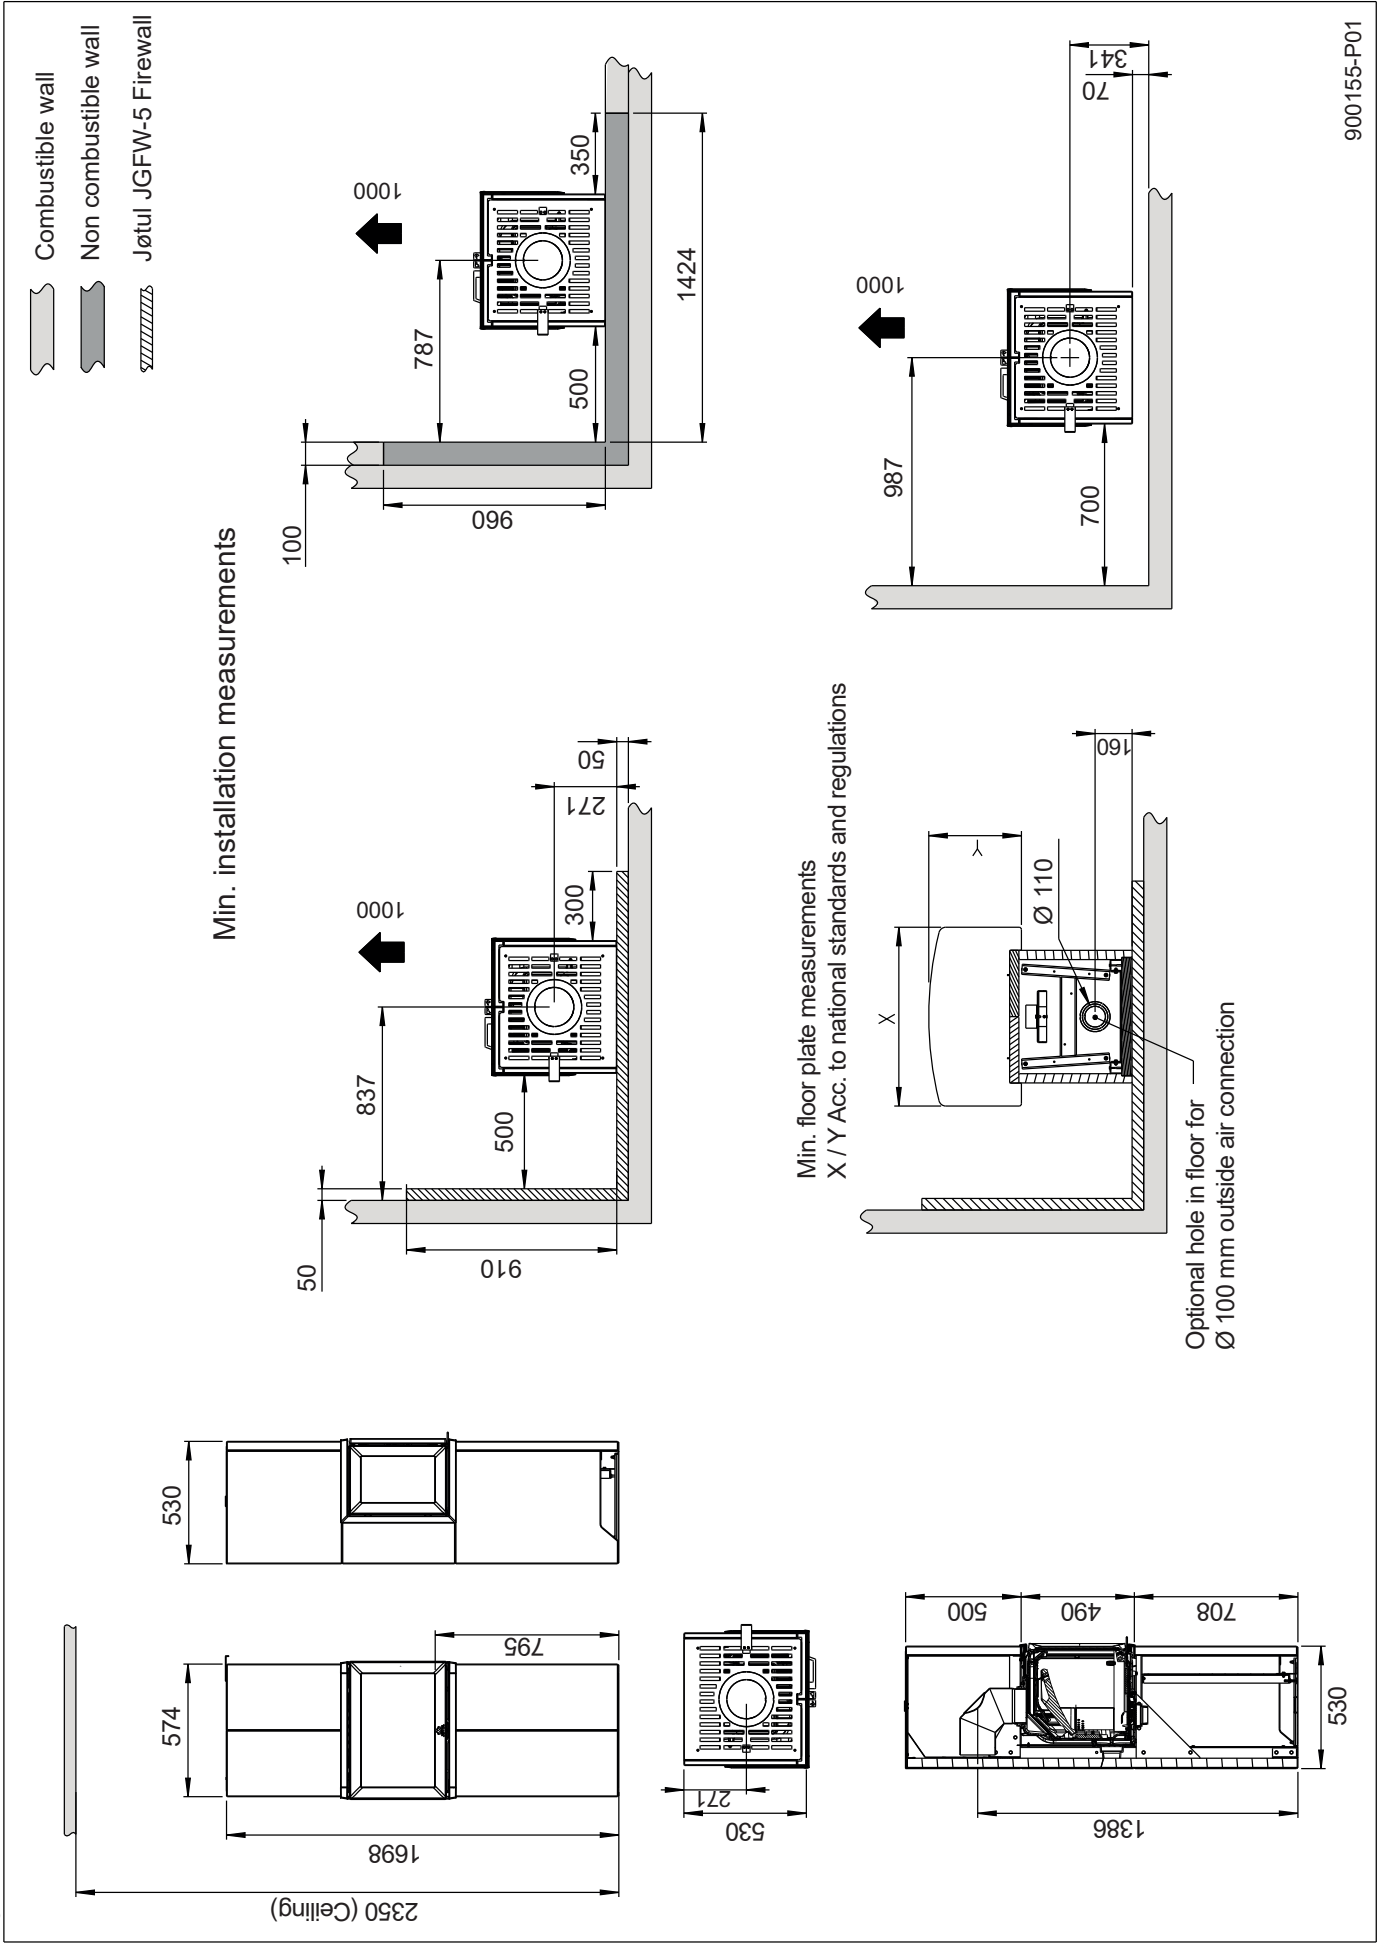 Combustible wall
Non combustible wall
Jøtul JGFW-5 Firewall
Min. installation measurements
2350 (Ceiling)
1698
574
795
530
530
271
1386
500
490
708
530
50
910
837
500
1000
300
271
50
100
960
787
500
1000
350
1424
Min. floor plate measurements
X / Y Acc. to national standards and regulations
X
Y
Ø 110
160
Optional hole in floor for
Ø 100 mm outside air connection
987
700
1000
341
70
900155-P01